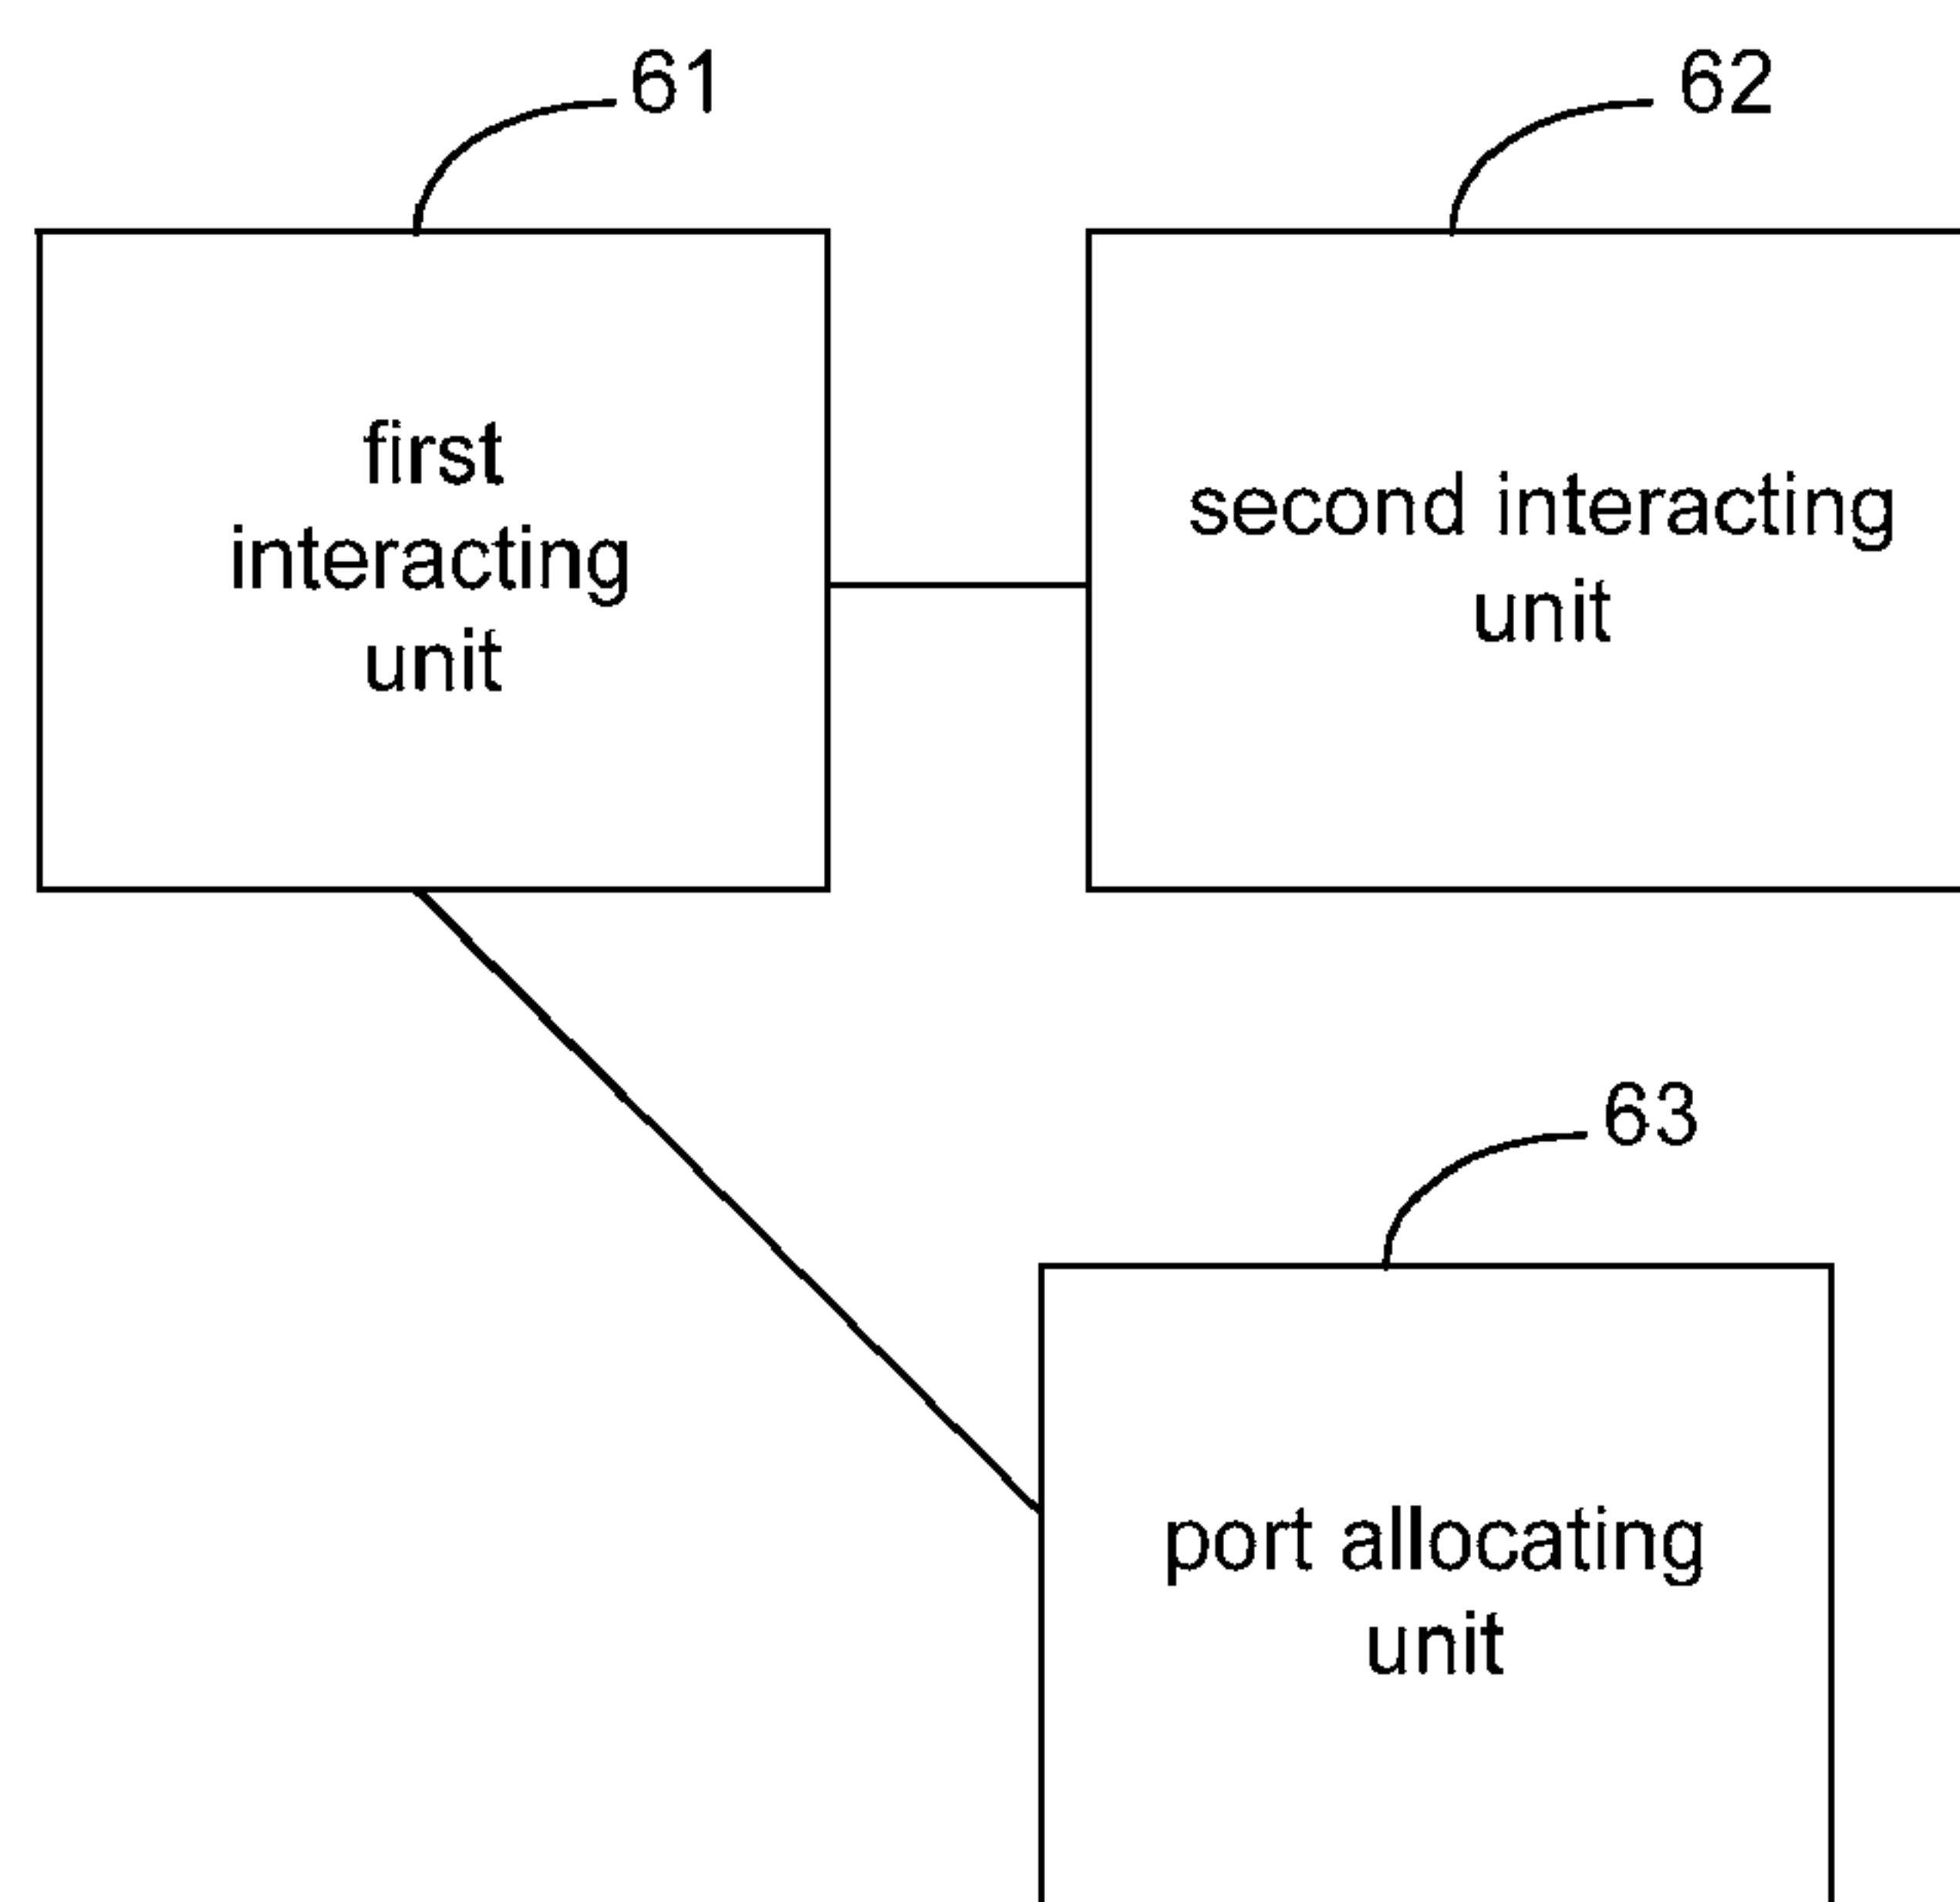 61
62
first
interacting
unit
second interacting
unit
63
port allocating
unit